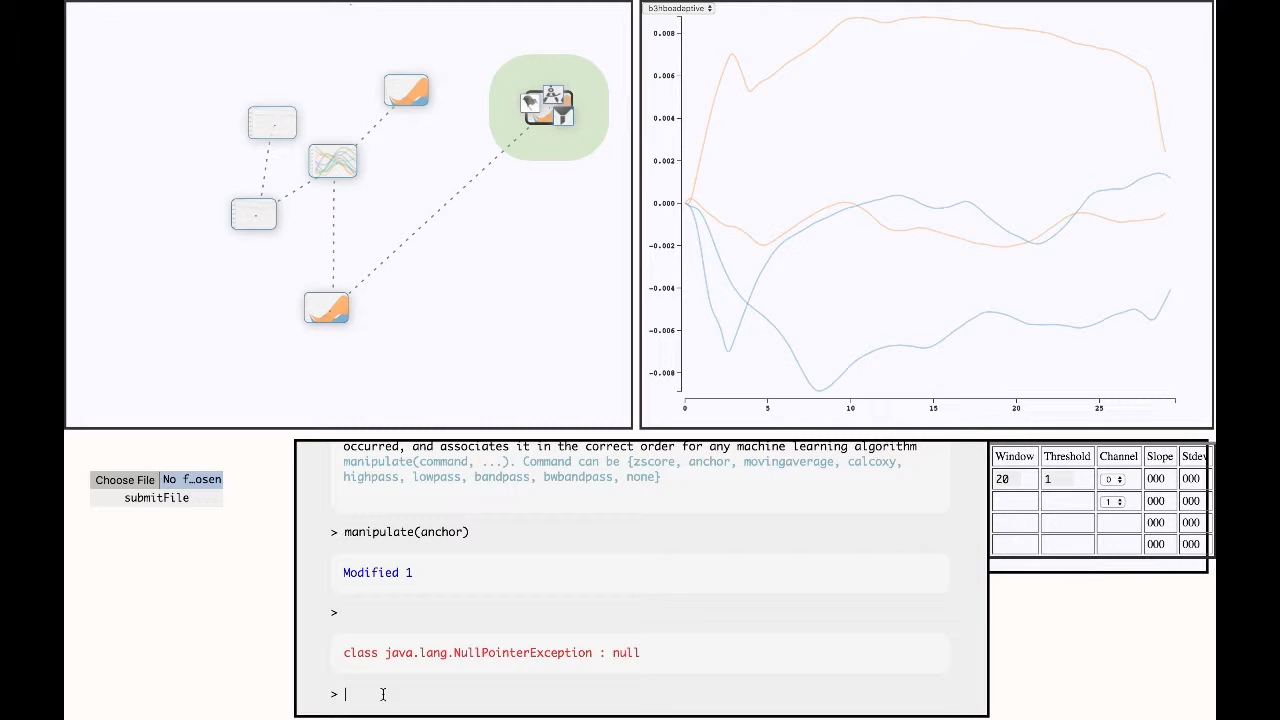 b3hboadaptive
0.008
0.006
0.004
0.002
0.000
-0.002
-0.004
-0.006
-0.008
0 5 10 15 20 25
Choose File No f...osen
submitFile
occurred, and associates it in the correct order for any machine learning algorithm
manipulate(command, ...). Command can be {zscore, anchor, movingaverage, calcoxy,
highpass, lowpass, bandpass, bwbandpass, none}
> manipulate(anchor)
Modified 1
>
class java.lang.NullPointerException : null
>
Window Threshold Channel Slope Stdev
20 1 0 000 000
1 000 000
000 000
000 000